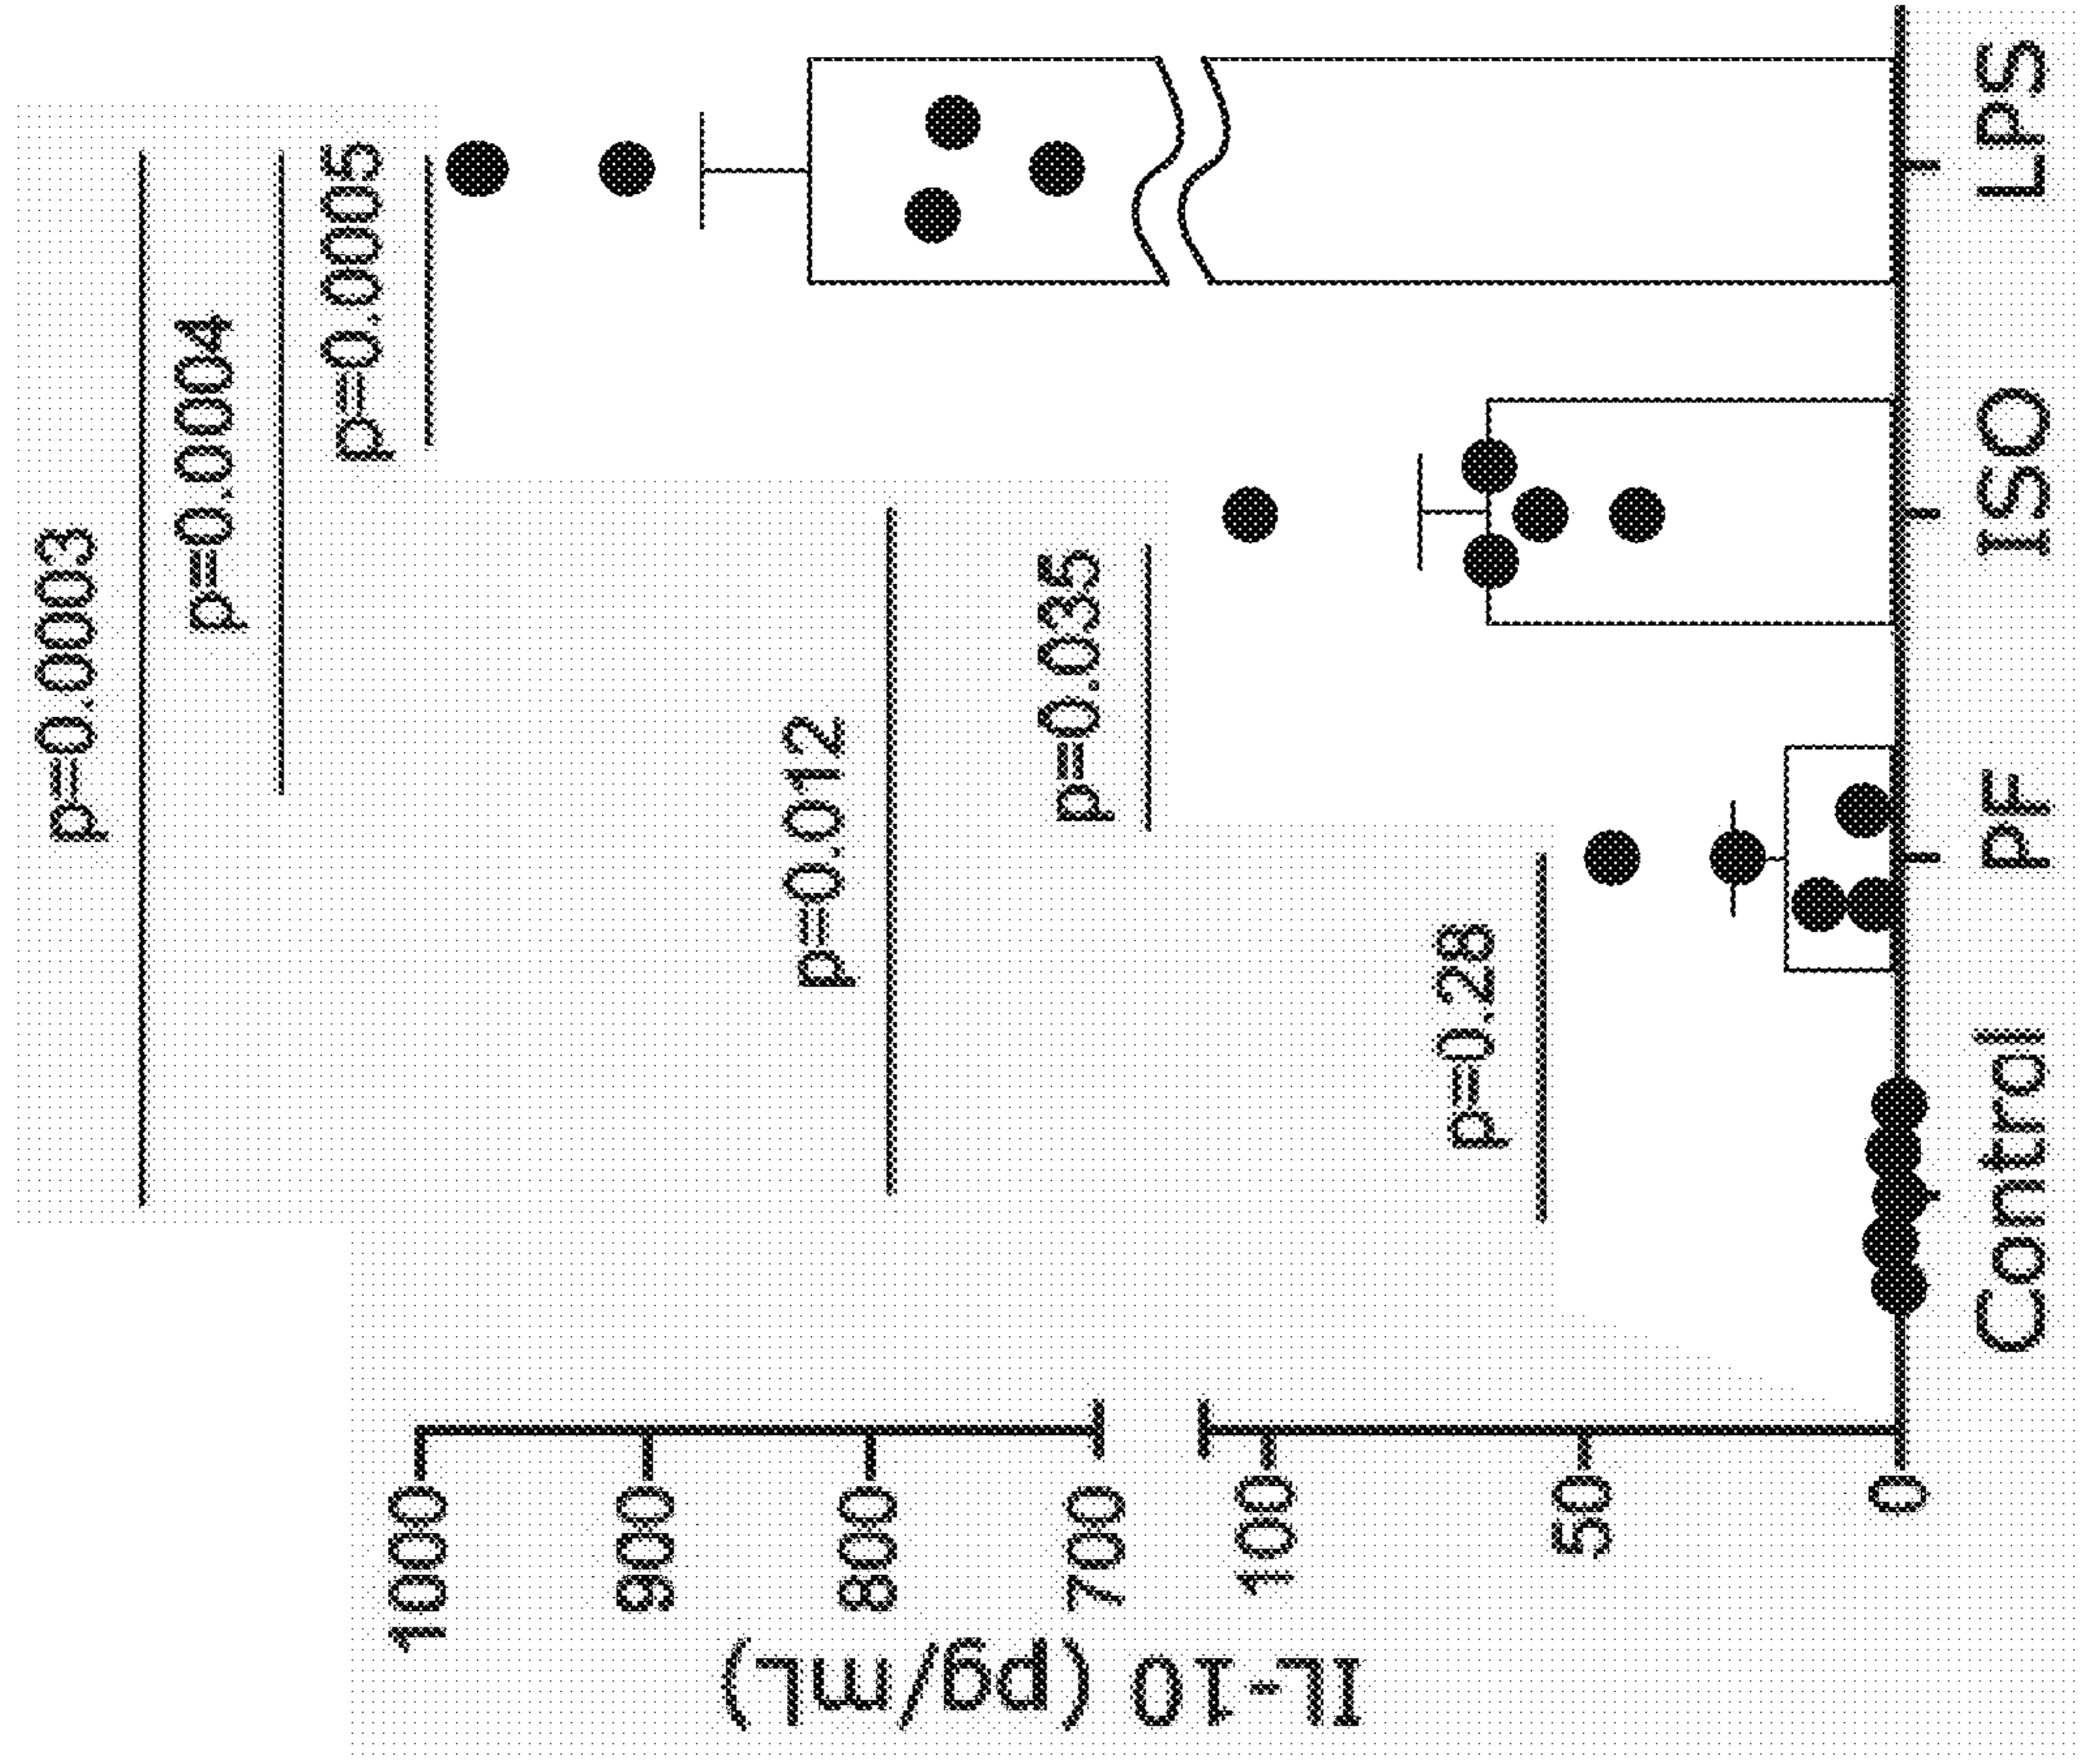 p=0.0003
p=0.0004
p=0.0005
p=0.012
p=0.035
p=0.28
IL-10 (pg/mL)
1000
900
800
700
100
50
0
Control
PF
ISO
LPS